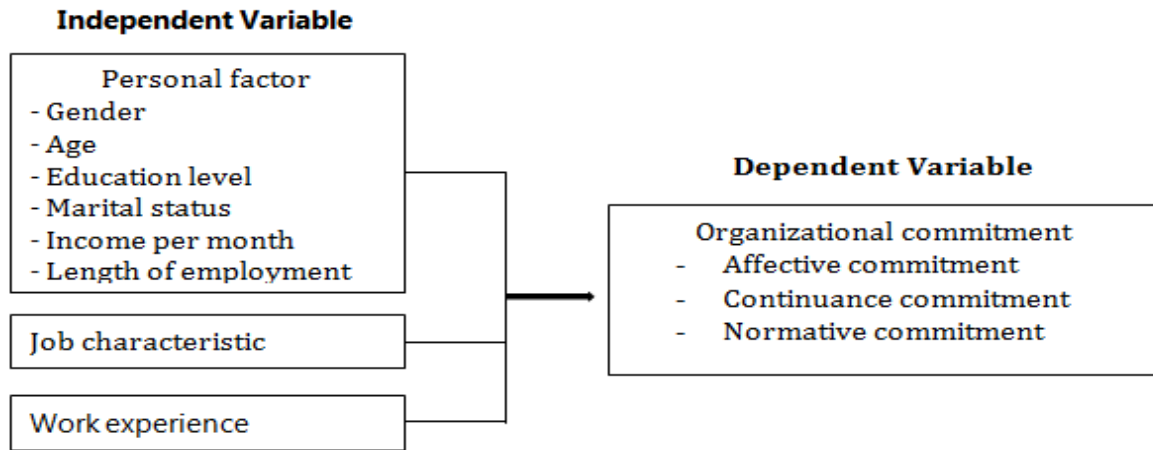 Independent Variable
Personal factor
- Gender
- Age
- Education level
- Marital status
- Income per month
- Length of employment
Job characteristic
Work experience
Dependent Variable
Organizational commitment
- Affective commitment
- Continuance commitment
- Normative commitment